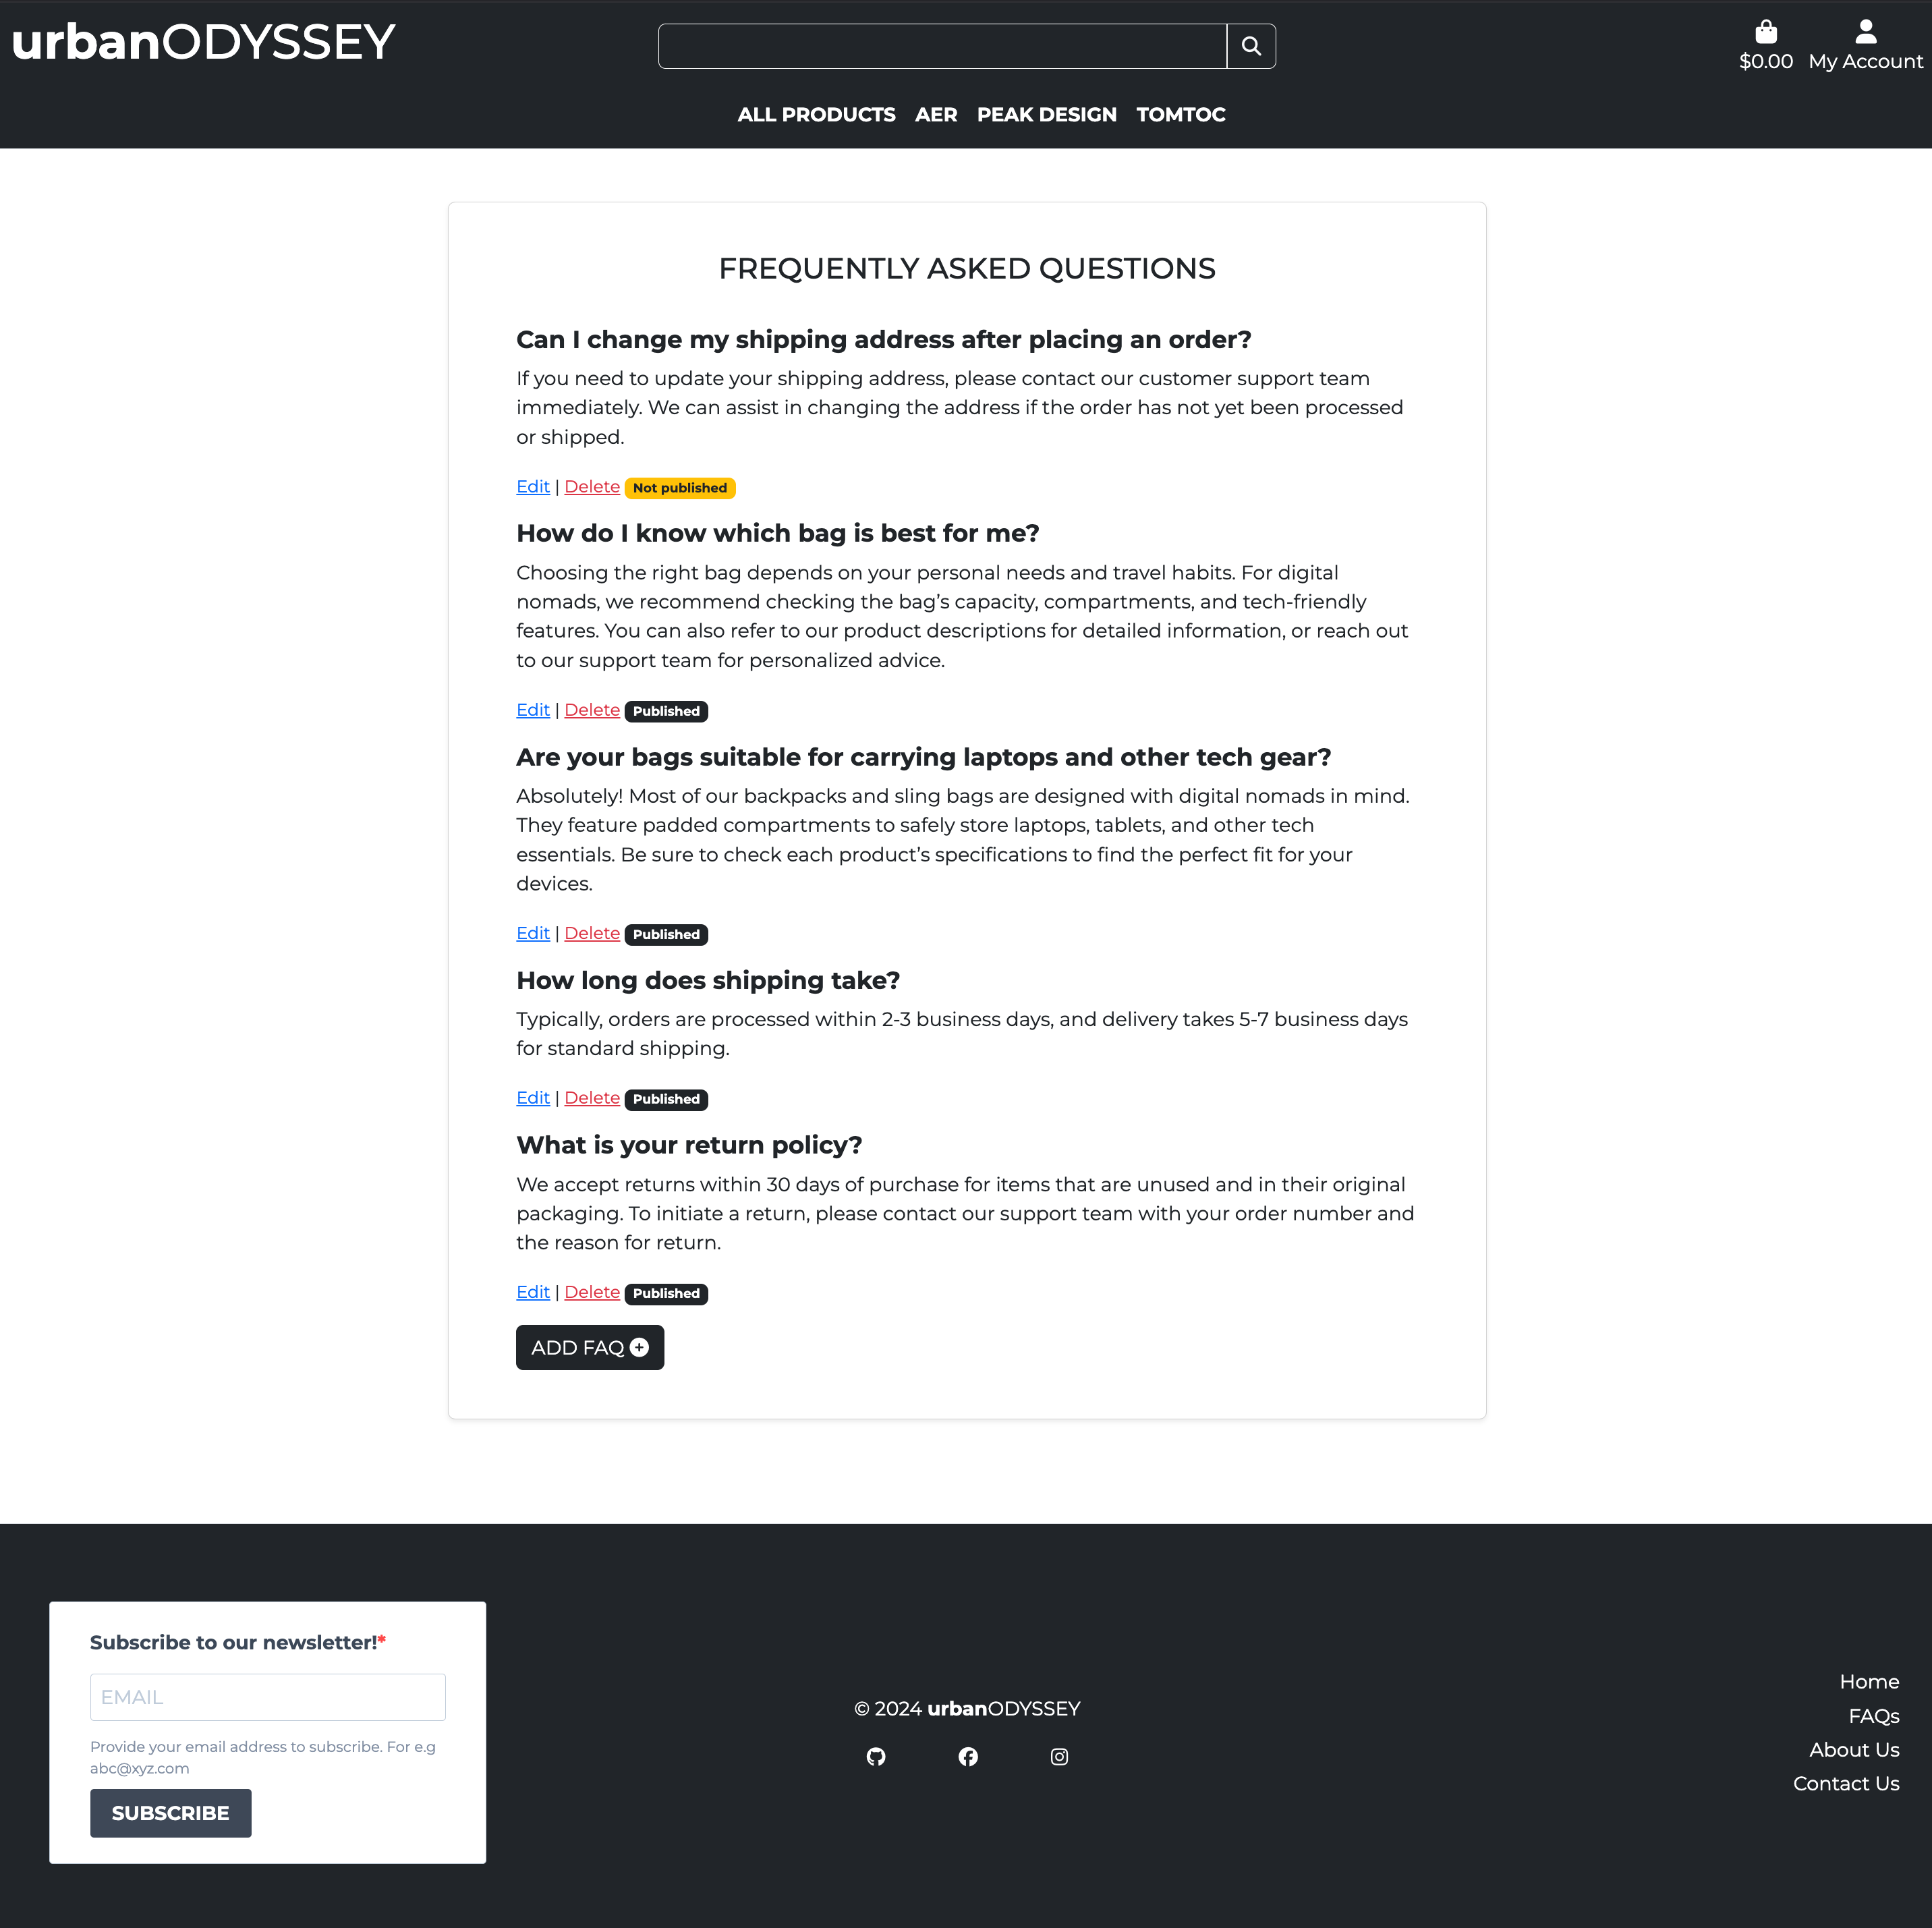 urbanODYSSEY
$0.00 My Account
ALL PRODUCTS AER PEAK DESIGN TOMTOC
FREQUENTLY ASKED QUESTIONS
Can I change my shipping address after placing an order?
If you need to update your shipping address, please contact our customer support team
immediately. We can assist in changing the address if the order has not yet been processed
or shipped.
Edit | Delete Not published
How do I know which bag is best for me?
Choosing the right bag depends on your personal needs and travel habits. For digital
nomads, we recommend checking the bag’s capacity, compartments, and tech-friendly
features. You can also refer to our product descriptions for detailed information, or reach out
to our support team for personalized advice.
Edit | Delete Published
Are your bags suitable for carrying laptops and other tech gear?
Absolutely! Most of our backpacks and sling bags are designed with digital nomads in mind.
They feature padded compartments to safely store laptops, tablets, and other tech
essentials. Be sure to check each product’s specifications to find the perfect fit for your
devices.
Edit | Delete Published
How long does shipping take?
Typically, orders are processed within 2-3 business days, and delivery takes 5-7 business days
for standard shipping.
Edit | Delete Published
What is your return policy?
We accept returns within 30 days of purchase for items that are unused and in their original
packaging. To initiate a return, please contact our support team with your order number and
the reason for return.
Edit | Delete Published
ADD FAQ
Subscribe to our newsletter!*
EMAIL
Provide your email address to subscribe. For e.g
abc@xyz.com
SUBSCRIBE
© 2024 urbanODYSSEY
Home
FAQs
About Us
Contact Us